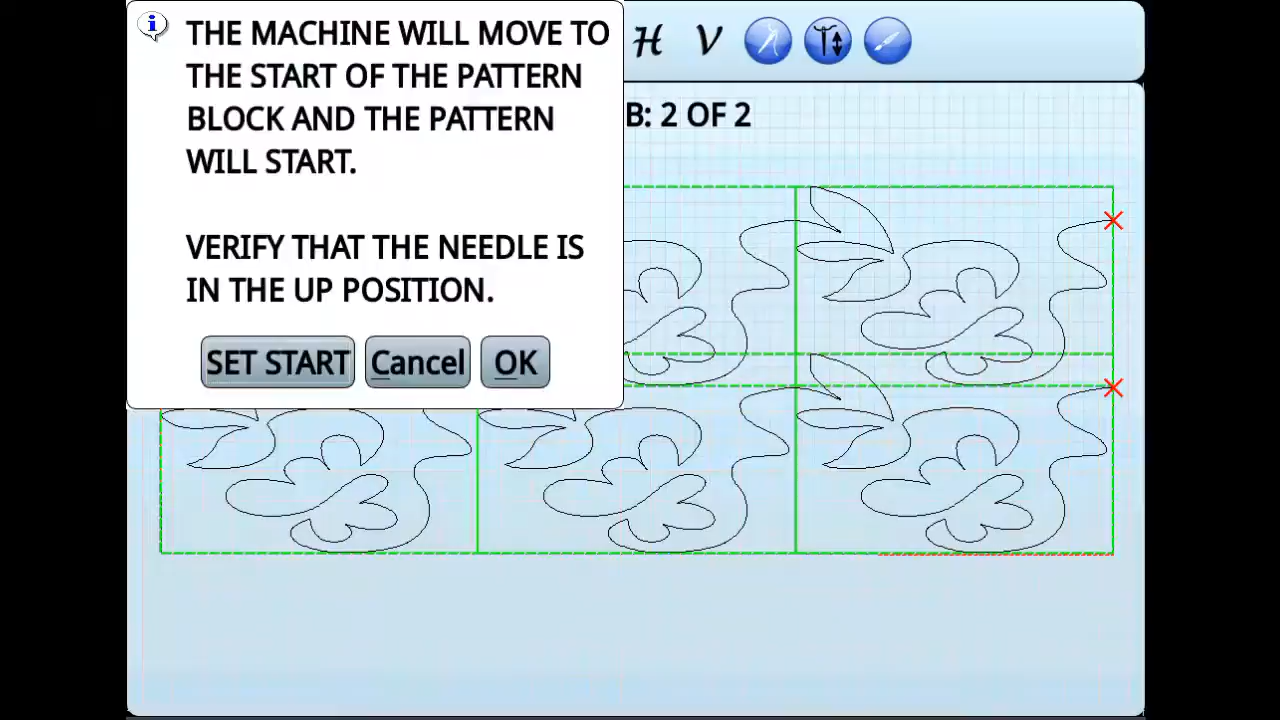 THE MACHINE WILL MOVE TO
THE START OF THE PATTERN
BLOCK AND THE PATTERN
WILL START.
VERIFY THAT THE NEEDLE IS
IN THE UP POSITION.
SET START Cancel OK
H V
B: 2 OF 2